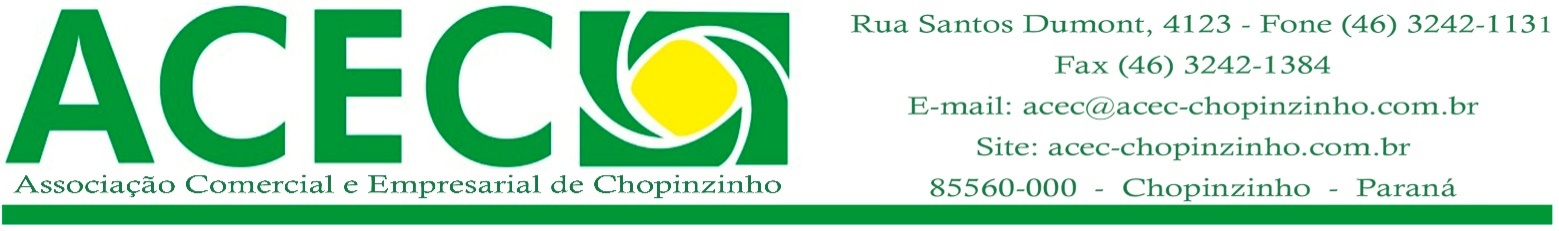 ACEC
Associação Comercial e Empresarial de Chopinzinho
Rua Santos Dumont, 4123 - Fone (46) 3242-1131
Fax (46) 3242-1384
E-mail: acec@acec-chopinzinho.com.br
Site: acec-chopinzinho.com.br
85560-000 - Chopinzinho - Paraná